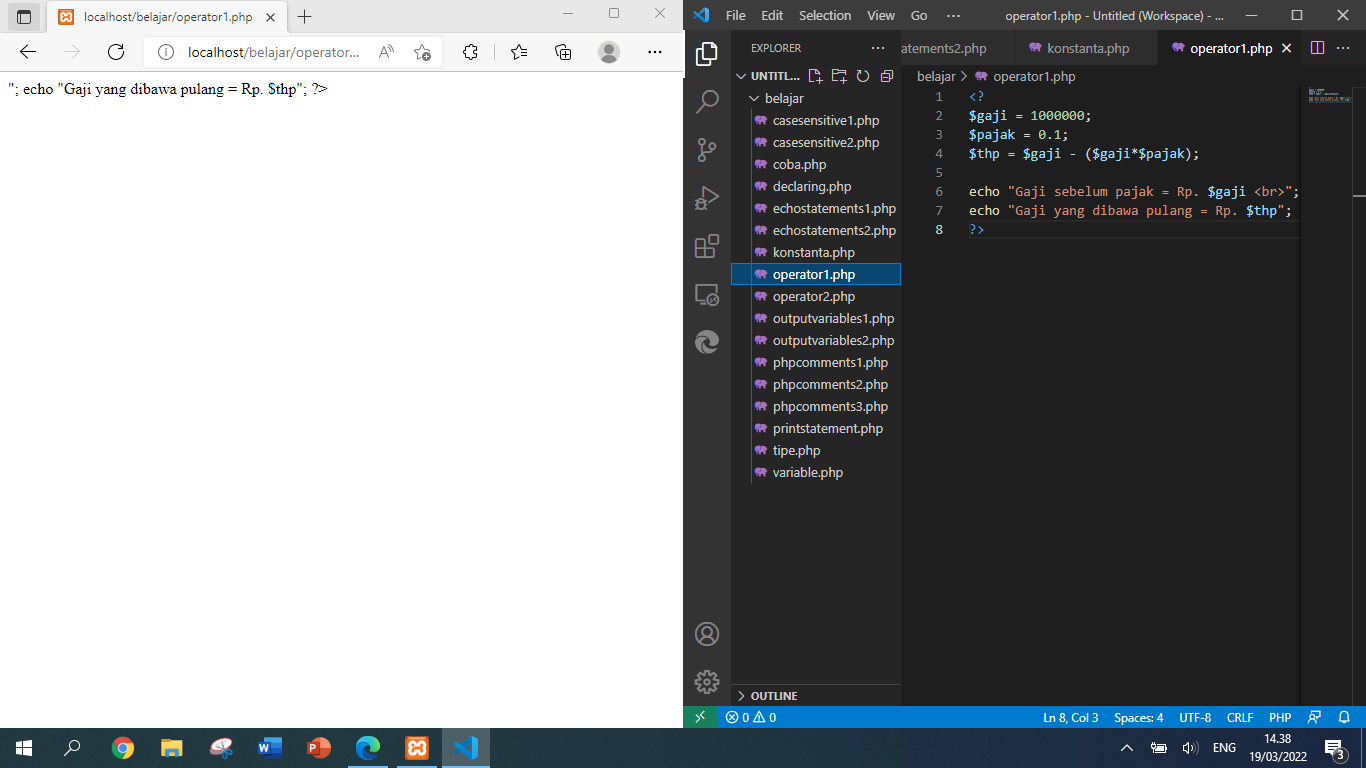 localhost/belajar/operator1.php
localhost/belajar/operator...
"; echo "Gaji yang dibawa pulang = Rp. $thp"; ?>
File Edit Selection View Go ··· operator1.php - Untitled (Workspace) - ...
EXPLORER ···
UNTITL...
belajar
casesensitive1.php
casesensitive2.php
coba.php
declaring.php
echostatements1.php
echostatements2.php
konstanta.php
operator1.php
operator2.php
outputvariables1.php
outputvariables2.php
phpcomments1.php
phpcomments2.php
phpcomments3.php
printstatement.php
tipe.php
variable.php
OUTLINE
atements2.php konstanta.php operator1.php
belajar > operator1.php
1 <?
2 $gaji = 1000000;
3 $pajak = 0.1;
4 $thp = $gaji - ($gaji*$pajak);
5
6 echo "Gaji sebelum pajak = Rp. $gaji <br>";
7 echo "Gaji yang dibawa pulang = Rp. $thp";
8 ?>
0 0 Ln 8, Col 3 Spaces: 4 UTF-8 CRLF PHP
ENG 14.38
19/03/2022
3